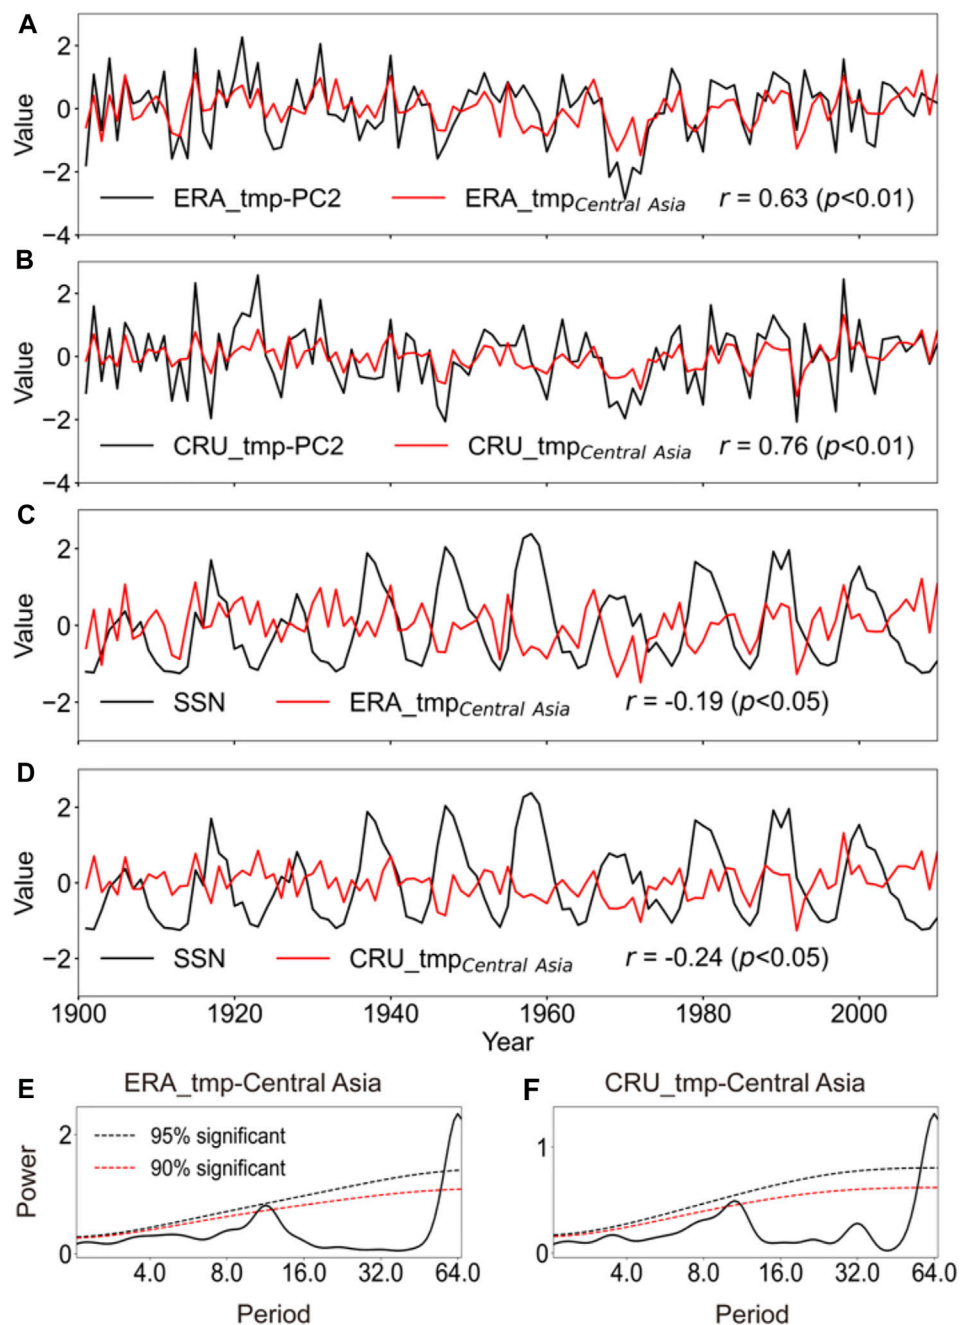 A
Value
2
0
−2
−4
ERA_tmp-PC2
ERA_tmpCentral Asia
r = 0.63 (p<0.01)
B
Value
2
0
−2
−4
CRU_tmp-PC2
CRU_tmpCentral Asia
r = 0.76 (p<0.01)
C
Value
2
0
−2
SSN
ERA_tmpCentral Asia
r = -0.19 (p<0.05)
D
Value
2
0
−2
SSN
CRU_tmpCentral Asia
r = -0.24 (p<0.05)
1900 1920 1940 1960 1980 2000
Year
E
ERA_tmp-Central Asia
Power
2
0
95% significant
90% significant
4.0 8.0 16.0 32.0 64.0
Period
F
CRU_tmp-Central Asia
1
0
4.0 8.0 16.0 32.0 64.0
Period